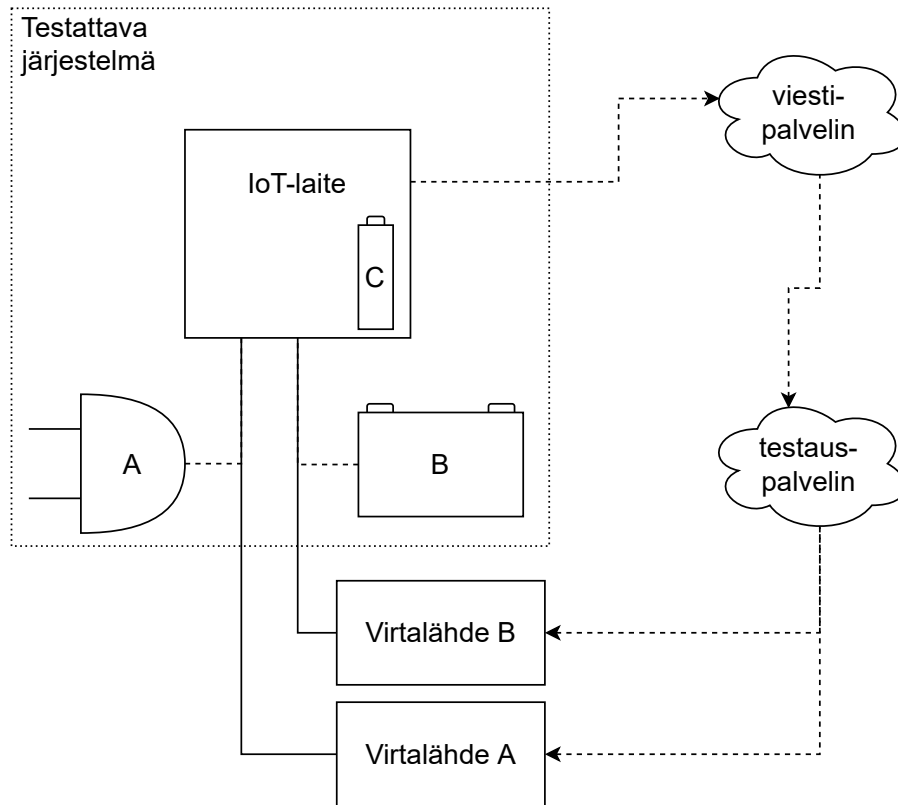 Testattava
järjestelmä
viesti-
palvelin
IoT-laite
C
A
B
testaus-
palvelin
Virtalähde B
Virtalähde A